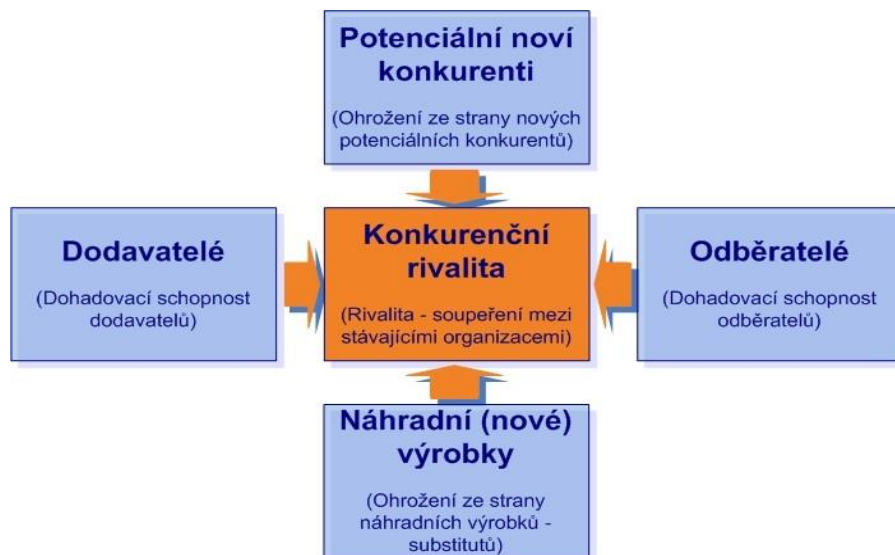 Potenciální noví
konkurenti
(Ohrožení ze strany nových
potenciálních konkurentů)
Dodavatelé
(Dohadovací schopnost
dodavatelů)
Konkurenční
rivalita
(Rivalita - soupeření mezi
stávajícími organizacemi)
Odběratelé
(Dohadovací schopnost
odběratelů)
Náhradní (nové)
výrobky
(Ohrožení ze strany
náhradních výrobků -
substitutů)